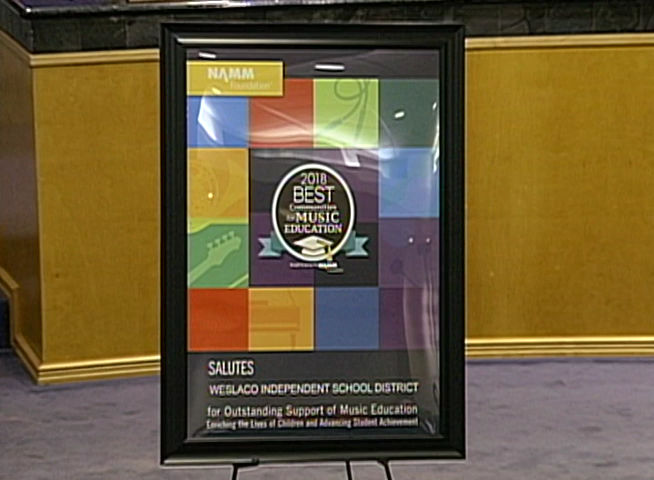 NAMM
Foundation
2018
BEST
Communities
for MUSIC
EDUCATION
SALUTES
WESLACO INDEPENDENT SCHOOL DISTRICT
for Outstanding Support of Music Education
Enriching the Lives of Children and Advancing Student Achievement